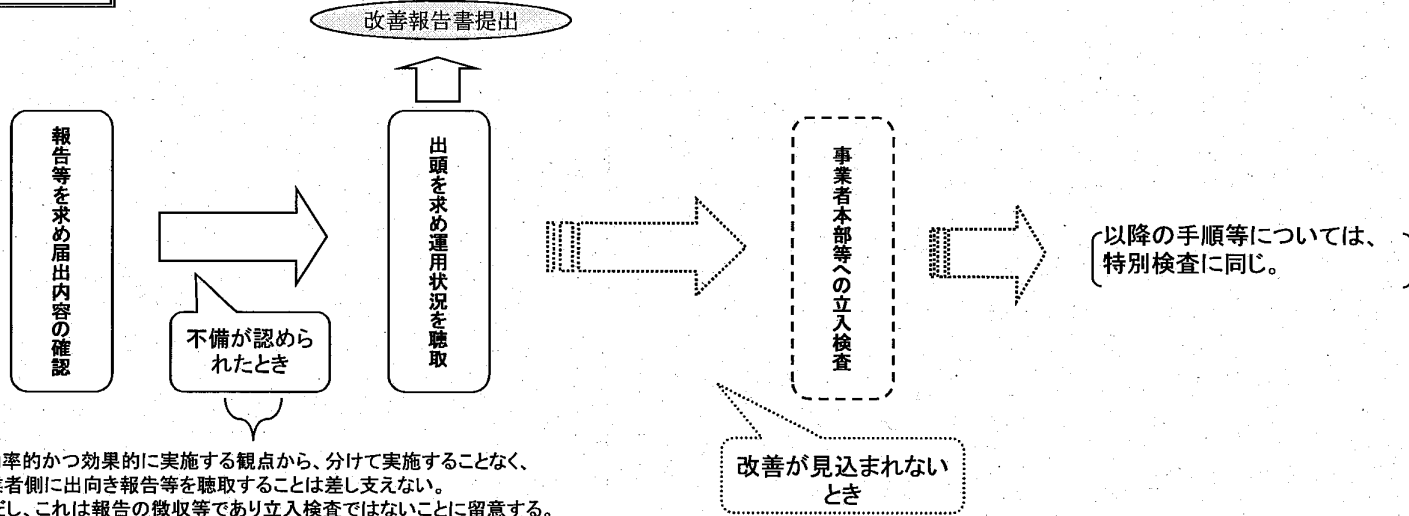 改善報告書提出
報告等を求め届出内容の確認
不備が認めら
れたとき
出頭を求め運用状況を聴取
事業者本部等への立入検査
改善が見込まれない
とき
以降の手順等については、
特別検査に同じ。
率的かつ効果的に実施する観点から、分けて実施することなく、
者側に出向き報告等を聴取することは差し支えない。
だし、これは報告の徴収等であり立入検査ではないことに留意する。